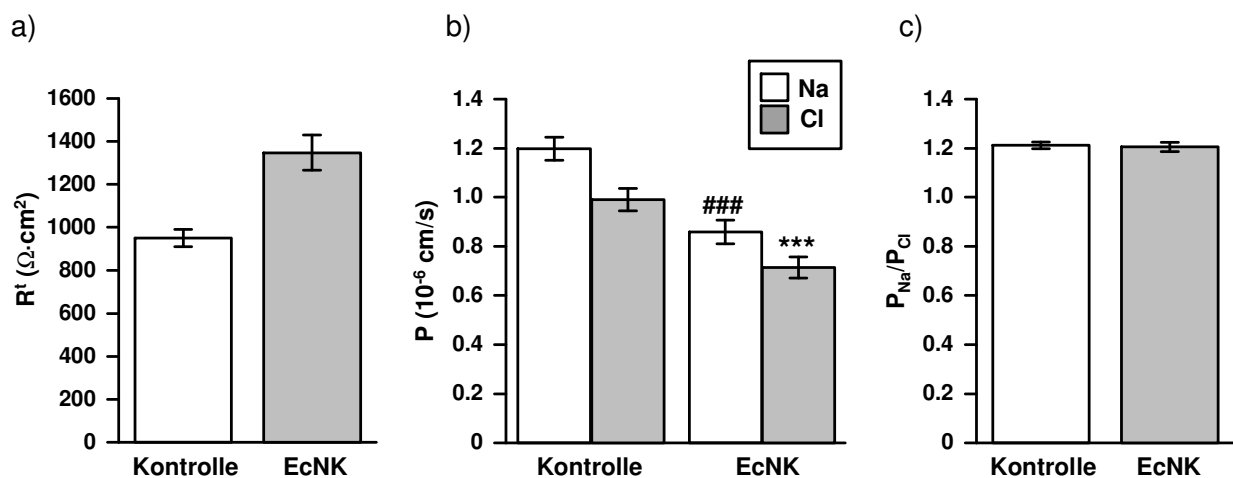 a)
Rᵗ (Ω·cm²)
1600
1400
1200
1000
800
600
400
200
0
Kontrolle
EcNK
b)
P (10⁻⁶ cm/s)
1.4
1.2
1.0
0.8
0.6
0.4
0.2
0
Na
Cl
###
***
Kontrolle
EcNK
c)
P_Na/P_Cl
1.4
1.2
1.0
0.8
0.6
0.4
0.2
0
Kontrolle
EcNK